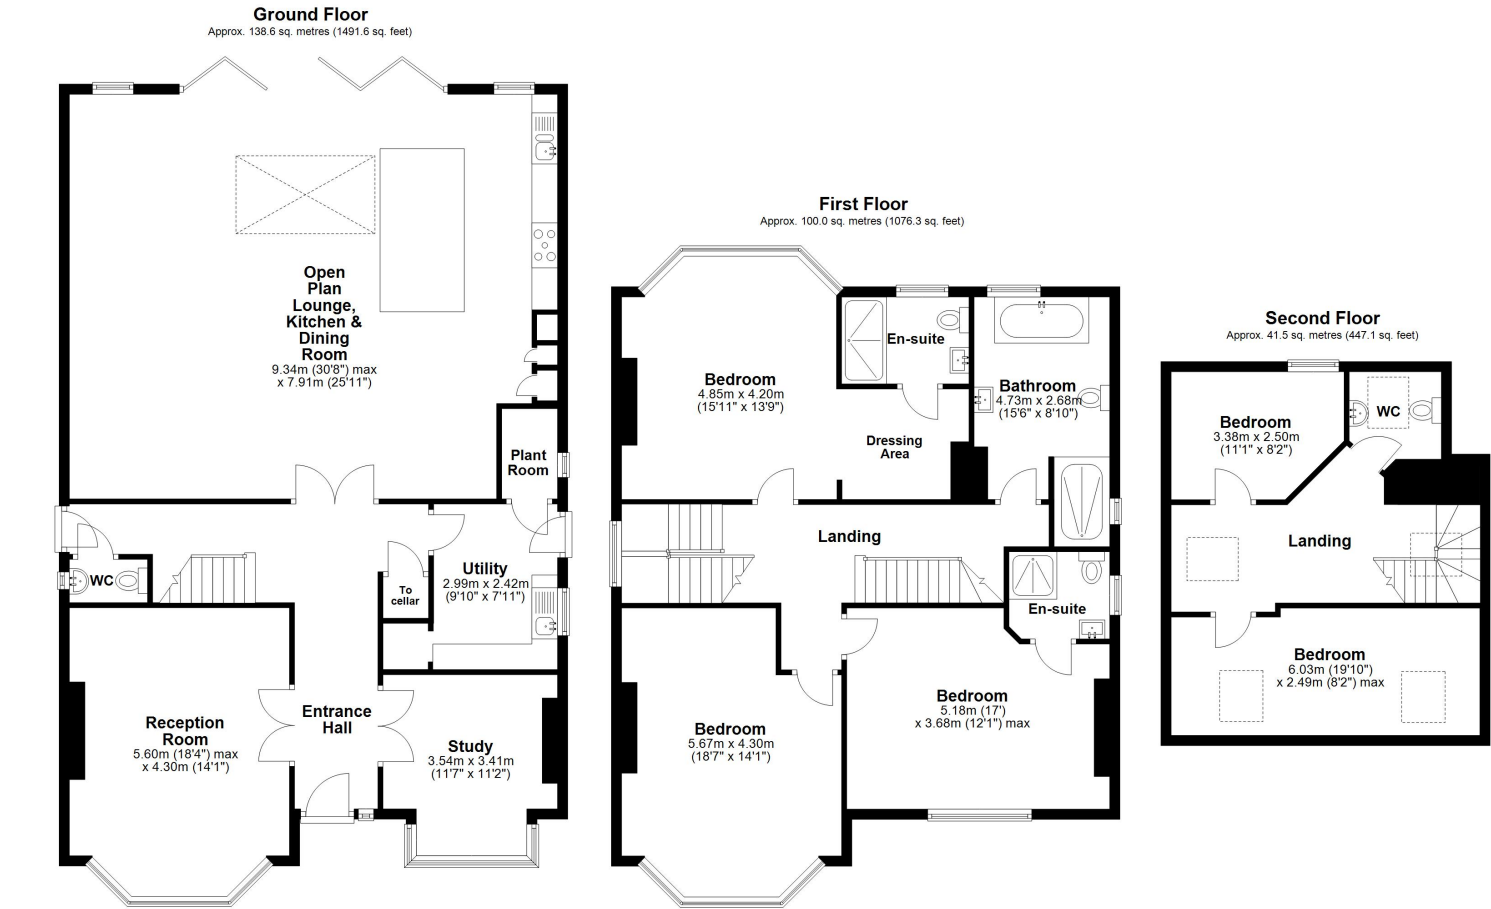 Ground Floor
Approx. 138.6 sq. metres (1491.6 sq. feet)
Open
Plan
Lounge,
Kitchen &
Dining
Room
9.34m (30'8") max
x 7.91m (25'11")
Plant
Room
WC
To
cellar
Utility
2.99m x 2.42m
(9'10" x 7'11")
Reception
Room
5.60m (18'4") max
x 4.30m (14'1")
Entrance
Hall
Study
3.54m x 3.41m
(11'7" x 11'2")
First Floor
Approx. 100.0 sq. metres (1076.3 sq. feet)
Bedroom
4.85m x 4.20m
(15'11" x 13'9")
En-suite
Dressing
Area
Bathroom
4.73m x 2.68m
(15'6" x 8'10")
Landing
En-suite
Bedroom
5.67m x 4.30m
(18'7" x 14'1")
Bedroom
5.18m (17')
x 3.68m (12'1") max
Second Floor
Approx. 41.5 sq. metres (447.1 sq. feet)
Bedroom
3.38m x 2.50m
(11'1" x 8'2")
WC
Landing
Bedroom
6.03m (19'10")
x 2.49m (8'2") max